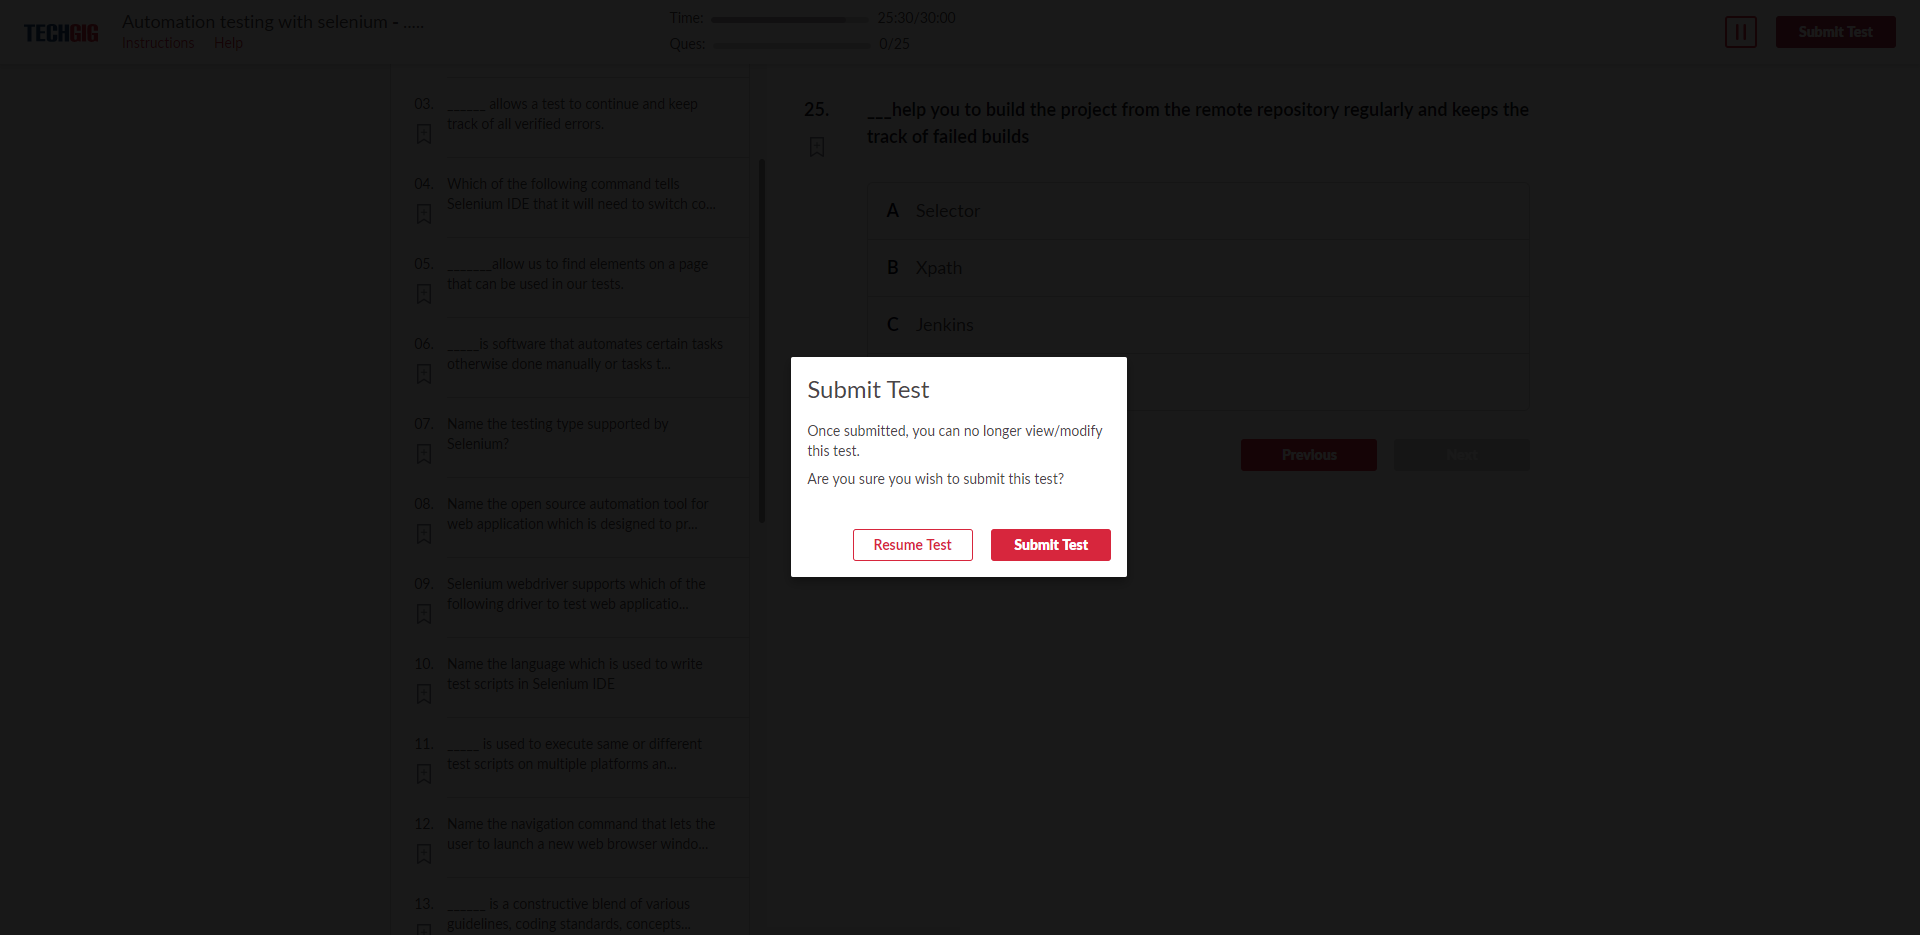 TECHGIG
Automation testing with selenium - .....
Instructions Help
Time: 25:30/30:00
Ques: 0/25
Submit Test
03. ______ allows a test to continue and keep
track of all verified errors.
04. Which of the following command tells
Selenium IDE that it will need to switch co...
05. _______allow us to find elements on a page
that can be used in our tests.
06. _____is software that automates certain tasks
otherwise done manually or tasks t...
07. Name the testing type supported by
Selenium?
08. Name the open source automation tool for
web application which is designed to pr...
09. Selenium webdriver supports which of the
following driver to test web applicatio...
10. Name the language which is used to write
test scripts in Selenium IDE
11. _____ is used to execute same or different
test scripts on multiple platforms an...
12. Name the navigation command that lets the
user to launch a new web browser windo...
13. ______ is a constructive blend of various
guidelines, coding standards, concepts...
25. ___help you to build the project from the remote repository regularly and keeps the
track of failed builds
A Selector
B Xpath
C Jenkins
Previous Next
Submit Test
Once submitted, you can no longer view/modify
this test.
Are you sure you wish to submit this test?
Resume Test Submit Test